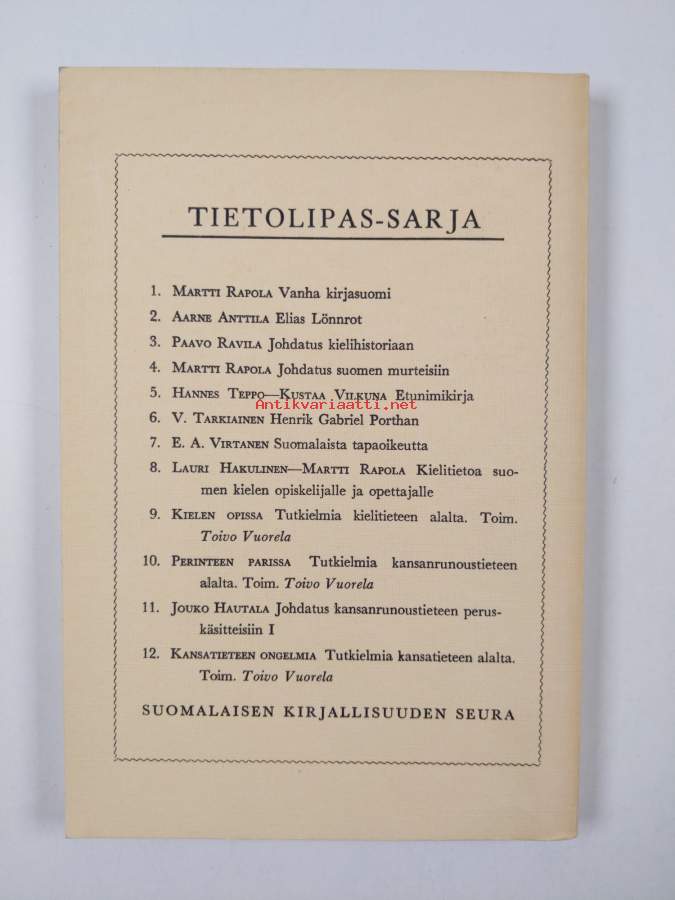 TIETOLIPAS-SARJA
1. MARTTI RAPOLA Vanha kirjasuomi
2. AARNE ANTTILA Elias Lönnrot
3. PAAVO RAVILA Johdatus kielihistoriaan
4. MARTTI RAPOLA Johdatus suomen murteisiin
5. HANNES TEPPO—KUSTAA VILKUNA Etunimikirja
Antikvariaatti.net
6. V. TARKIAINEN Henrik Gabriel Porthan
7. E. A. VIRTANEN Suomalaista tapaoikeutta
8. LAURI HAKULINEN—MARTTI RAPOLA Kielitietoa suo-
men kielen opiskelijalle ja opettajalle
9. KIELEN OPISSA Tutkielmia kielitieteen alalta. Toim.
Toivo Vuorela
10. PERINTEEN PARISSA Tutkielmia kansanrunoustieteen
alalta. Toim. Toivo Vuorela
11. JOUKO HAUTALA Johdatus kansanrunoustieteen perus-
käsitteisiin I
12. KANSATIETEEN ONGELMIA Tutkielmia kansatieteen alalta.
Toim. Toivo Vuorela
SUOMALAISEN KIRJALLISUUDEN SEURA